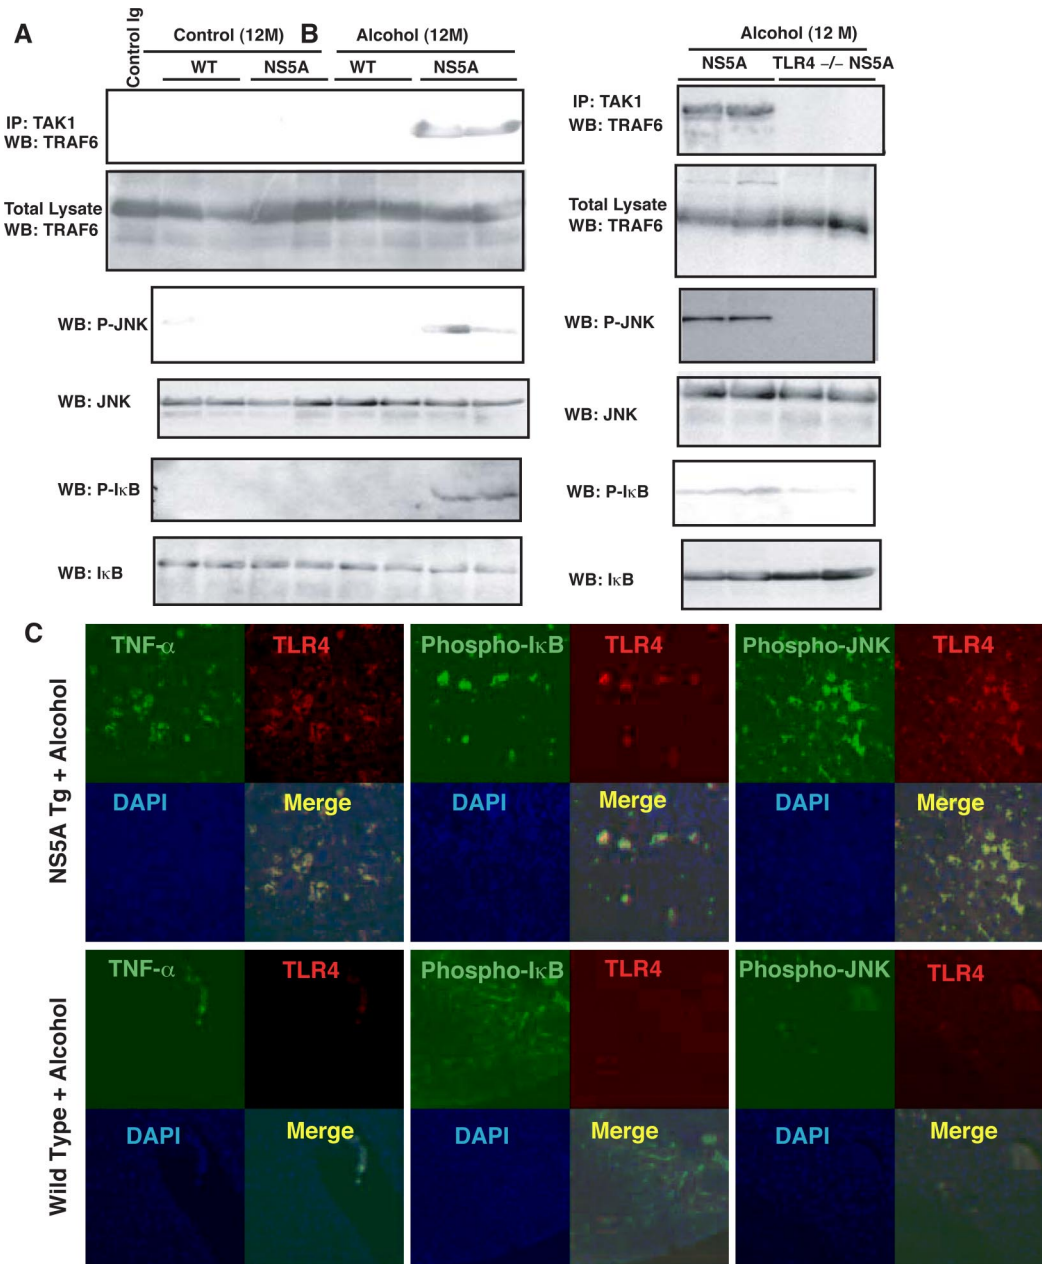 A
Control Ig
Control (12M)
B
Alcohol (12M)
WT
NS5A
WT
NS5A
IP: TAK1
WB: TRAF6
Total Lysate
WB: TRAF6
WB: P-JNK
WB: JNK
WB: P-IκB
WB: IκB
Alcohol (12 M)
NS5A
TLR4 –/– NS5A
IP: TAK1
WB: TRAF6
Total Lysate
WB: TRAF6
WB: P-JNK
WB: JNK
WB: P-IκB
WB: IκB
C
NS5A Tg + Alcohol
TNF-α
TLR4
DAPI
Merge
Phospho-IκB
TLR4
DAPI
Merge
Phospho-JNK
TLR4
DAPI
Merge
Wild Type + Alcohol
TNF-α
TLR4
DAPI
Merge
Phospho-IκB
TLR4
DAPI
Merge
Phospho-JNK
TLR4
DAPI
Merge